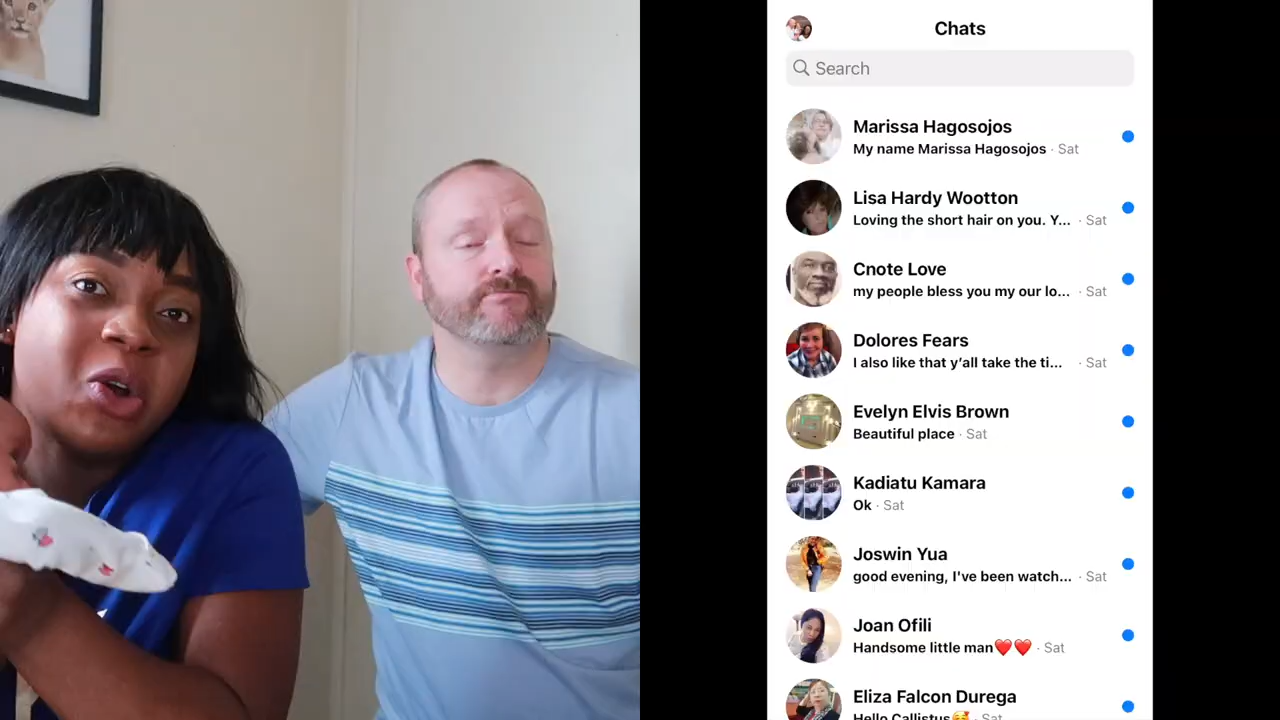 Chats
Search
Marissa Hagosojos
My name Marissa Hagosojos · Sat
Lisa Hardy Wootton
Loving the short hair on you. Y... · Sat
Cnote Love
my people bless you my our lo... · Sat
Dolores Fears
I also like that y'all take the ti... · Sat
Evelyn Elvis Brown
Beautiful place · Sat
Kadiatu Kamara
Ok · Sat
Joswin Yua
good evening, I've been watch... · Sat
Joan Ofili
Handsome little man❤️❤️ · Sat
Eliza Falcon Durega
Hello Callistus🥰 · Sat